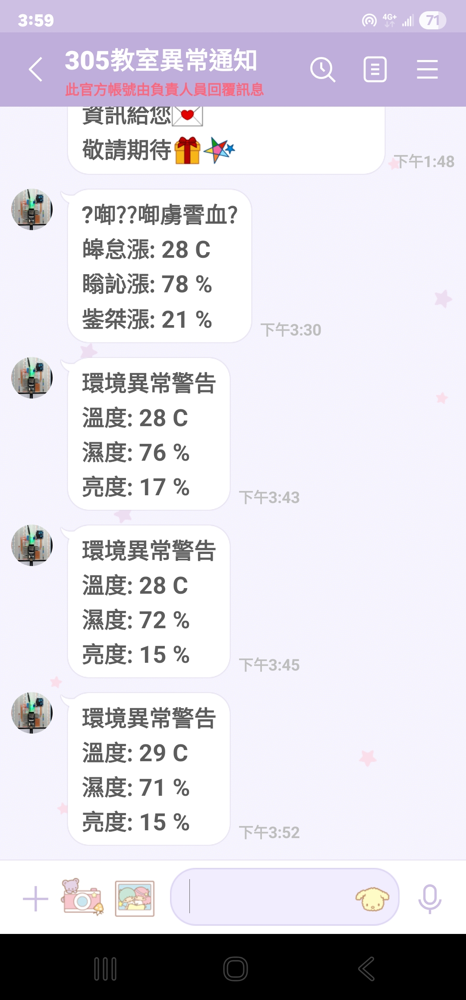 3:59
4G+
71
305教室異常通知
此官方帳號由負責人員回覆訊息
資訊給您
敬請期待
下午1:48
?啣??啣虜霅血?
皞怠漲: 28 C
瞈訫漲: 78 %
鈭桀漲: 21 %
下午3:30
環境異常警告
溫度: 28 C
濕度: 76 %
亮度: 17 %
下午3:43
環境異常警告
溫度: 28 C
濕度: 72 %
亮度: 15 %
下午3:45
環境異常警告
溫度: 29 C
濕度: 71 %
亮度: 15 %
下午3:52